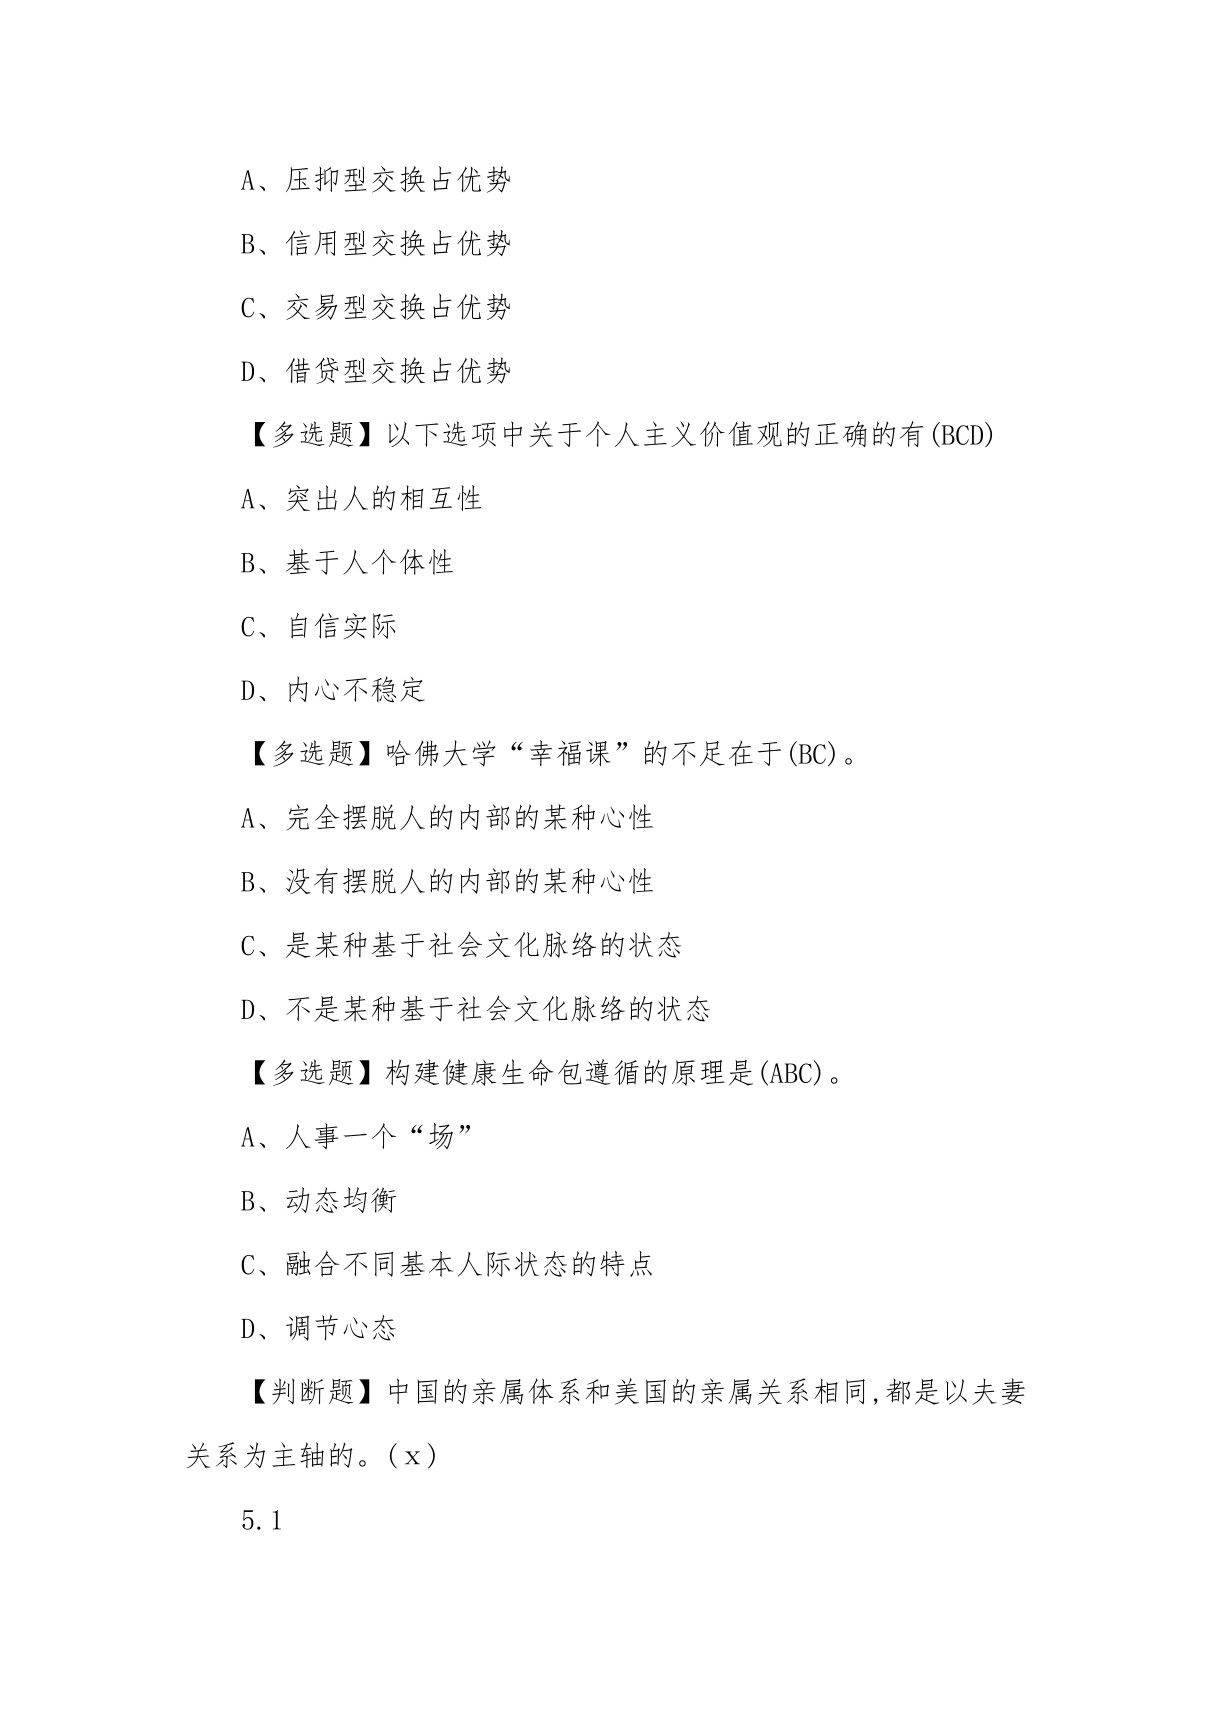 A、压抑型交换占优势
B、信用型交换占优势
C、交易型交换占优势
D、借贷型交换占优势
【多选题】以下选项中关于个人主义价值观的正确的有(BCD)
A、突出人的相互性
B、基于人个体性
C、自信实际
D、内心不稳定
【多选题】哈佛大学“幸福课”的不足在于(BC)。
A、完全摆脱人的内部的某种心性
B、没有摆脱人的内部的某种心性
C、是某种基于社会文化脉络的状态
D、不是某种基于社会文化脉络的状态
【多选题】构建健康生命包遵循的原理是(ABC)。
A、人事一个“场”
B、动态均衡
C、融合不同基本人际状态的特点
D、调节心态
【判断题】中国的亲属体系和美国的亲属关系相同,都是以夫妻
关系为主轴的。(x)
5.1